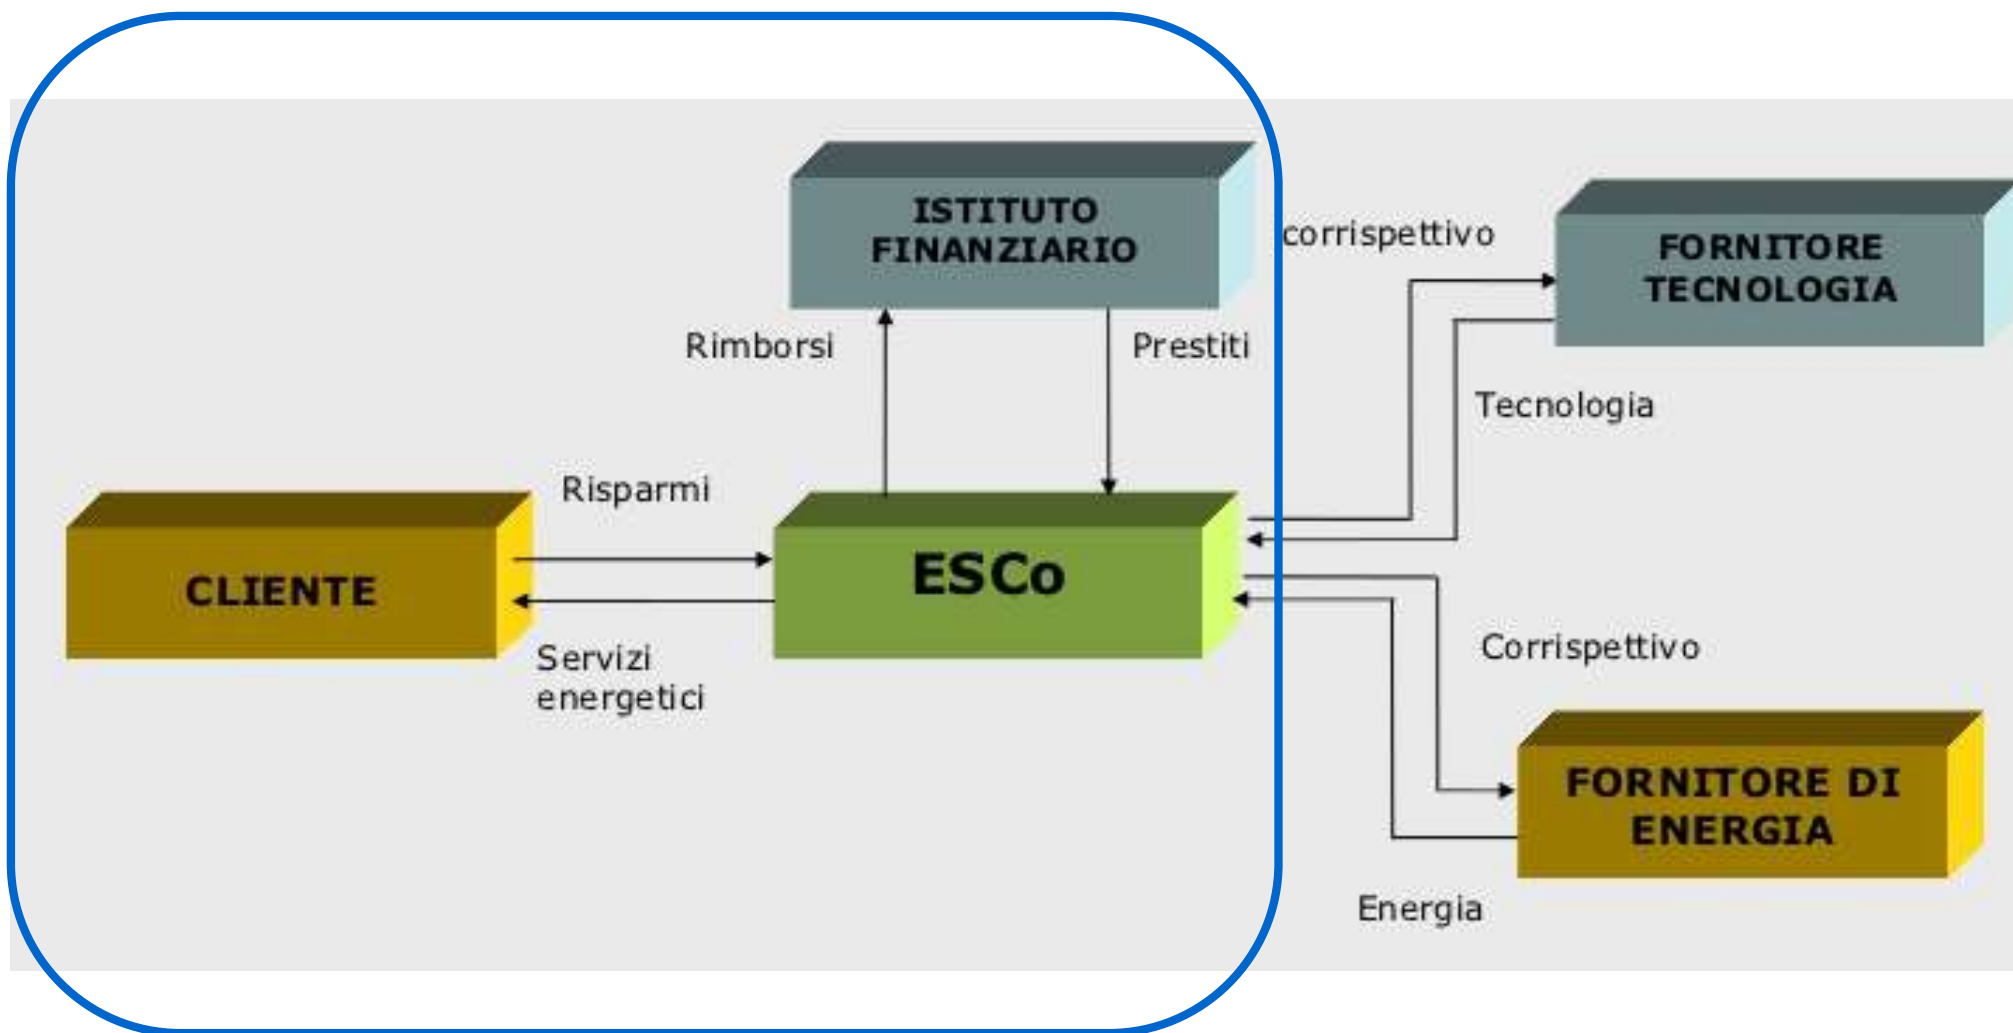 ISTITUTO
FINANZIARIO
corrispettivo
FORNITORE
TECNOLOGIA
Rimborsi
Prestiti
Tecnologia
Risparmi
CLIENTE
ESCo
Servizi
energetici
Corrispettivo
FORNITORE DI
ENERGIA
Energia